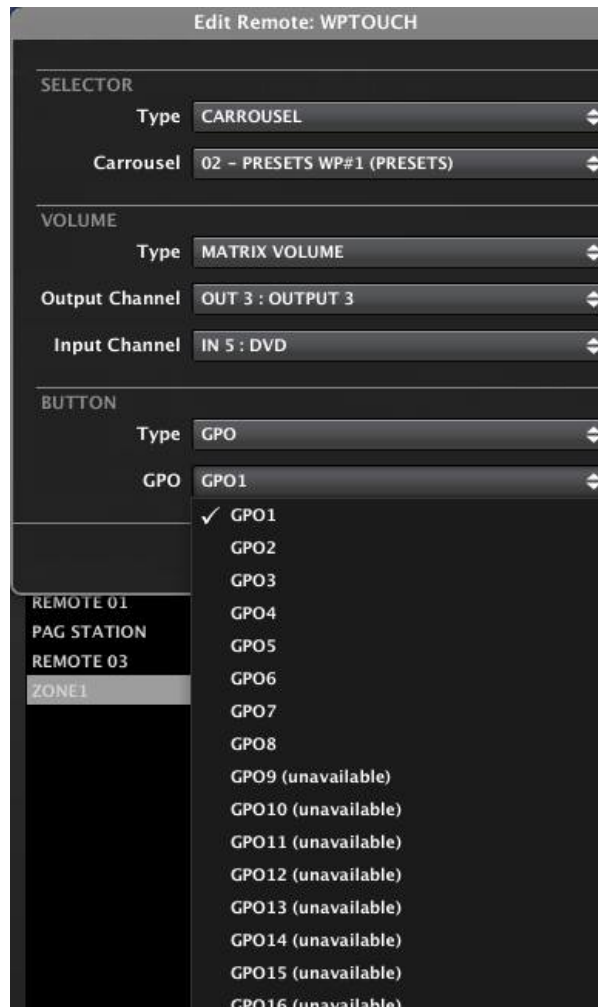 Edit Remote: WPTOUCH
SELECTOR
Type CARROUSEL
Carrousel 02 - PRESETS WP#1 (PRESETS)
VOLUME
Type MATRIX VOLUME
Output Channel OUT 3 : OUTPUT 3
Input Channel IN 5 : DVD
BUTTON
Type GPO
GPO GPO1
✓ GPO1
GPO2
GPO3
GPO4
GPO5
GPO6
GPO7
GPO8
GPO9 (unavailable)
GPO10 (unavailable)
GPO11 (unavailable)
GPO12 (unavailable)
GPO13 (unavailable)
GPO14 (unavailable)
GPO15 (unavailable)
GPO16 (unavailable)
REMOTE 01
PAG STATION
REMOTE 03
ZONE1